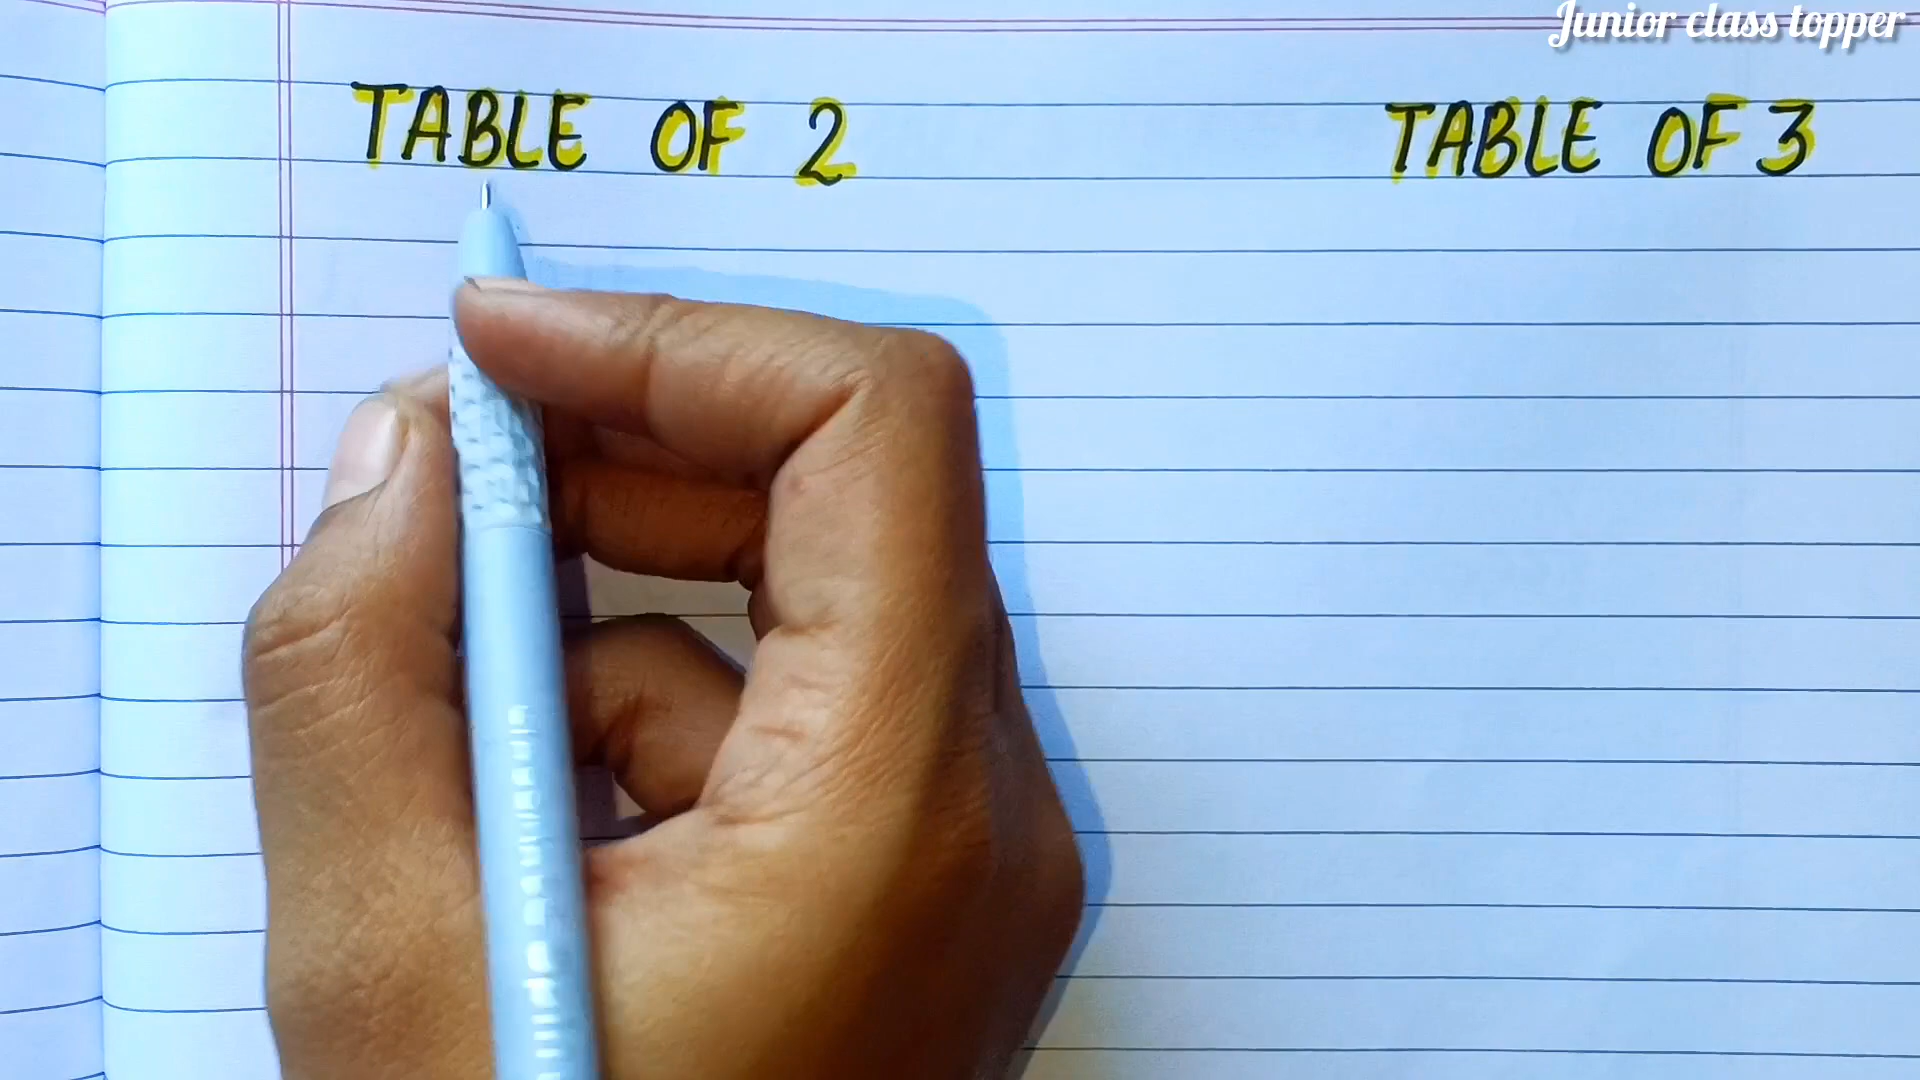 Junior class topper
TABLE OF 2
TABLE OF 3